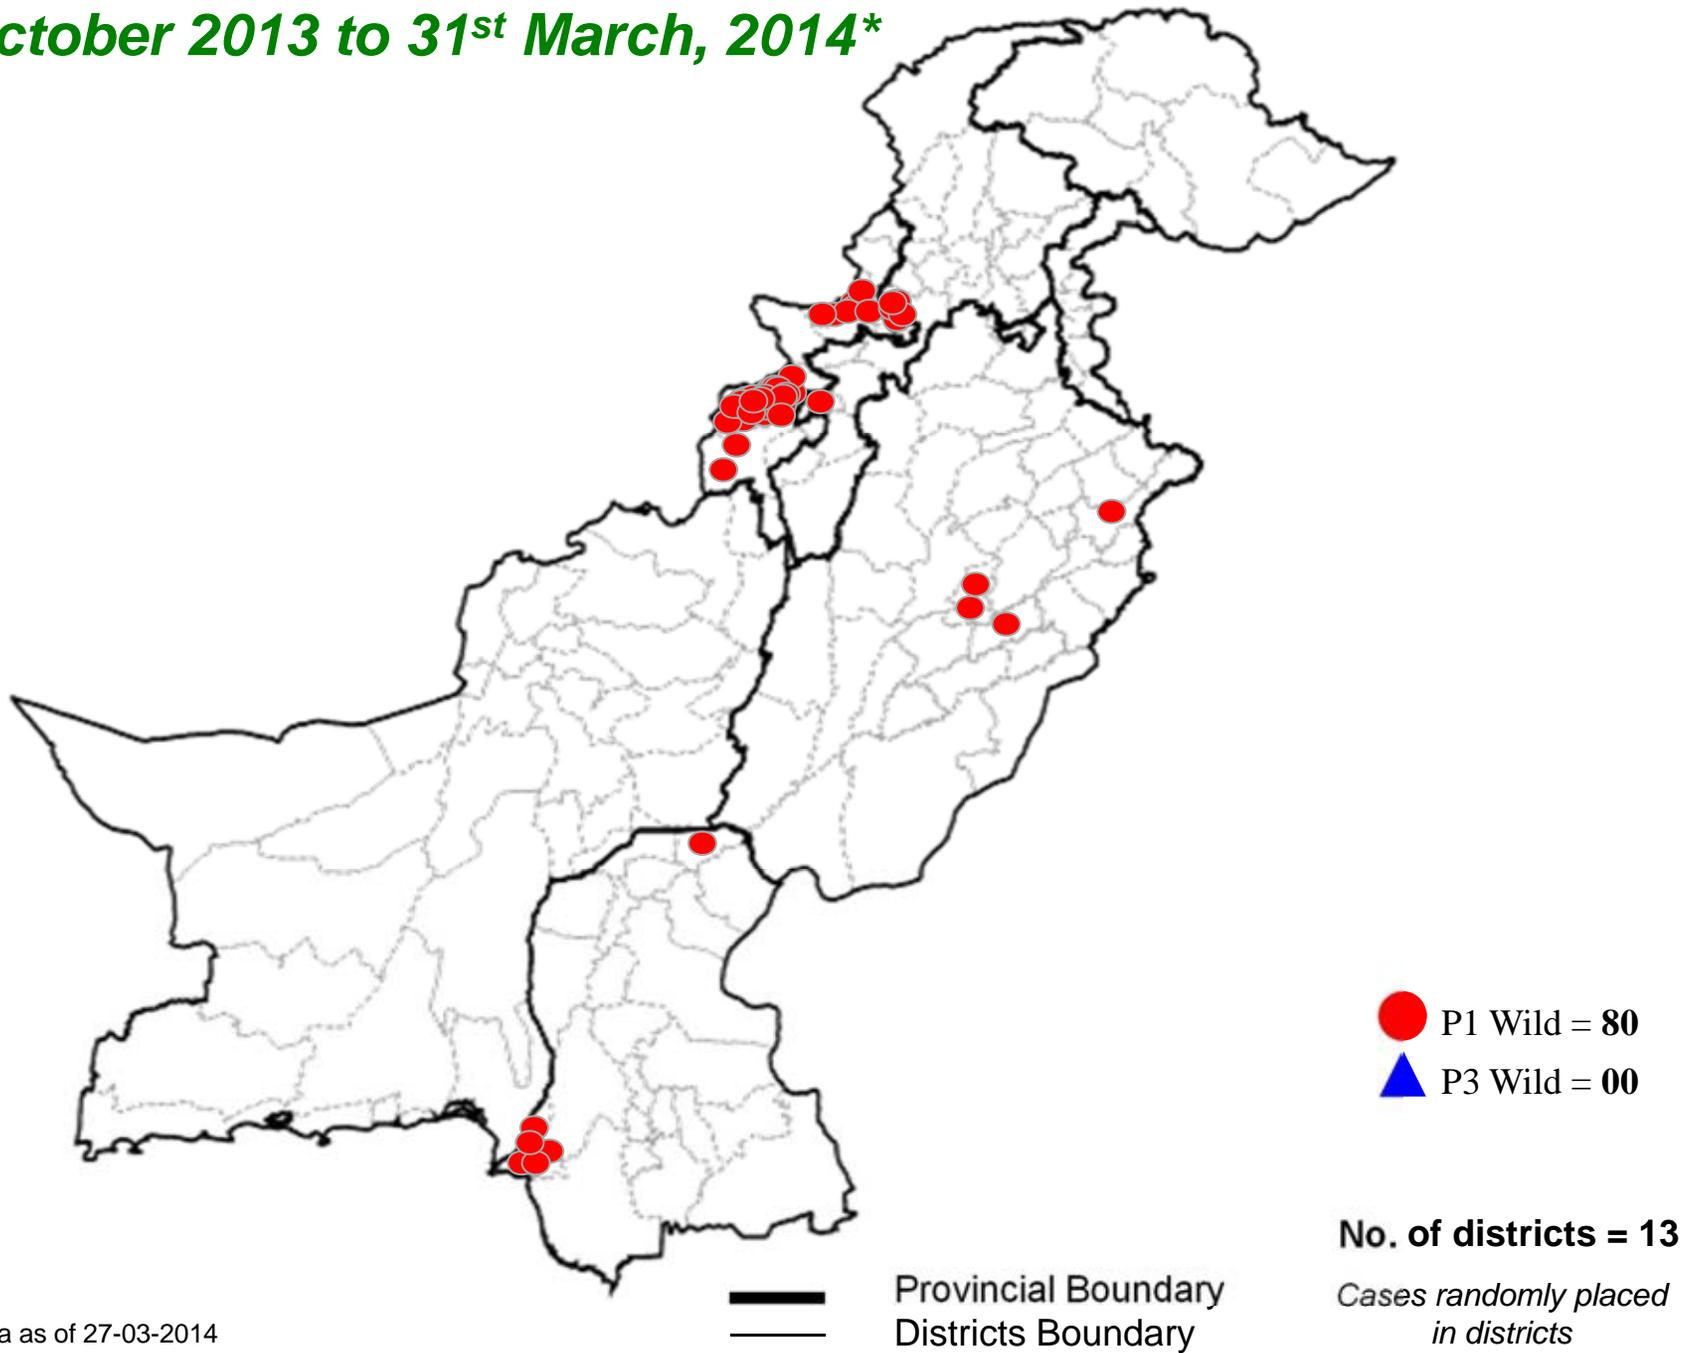 ctober 2013 to 31st March, 2014*
P1 Wild = 80
P3 Wild = 00
No. of districts = 13
Cases randomly placed
in districts
Provincial Boundary
Districts Boundary
a as of 27-03-2014